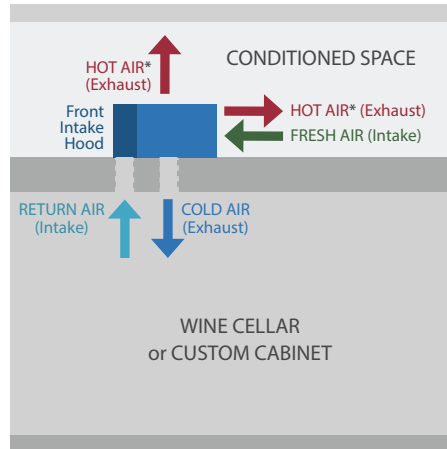 CONDITIONED SPACE
HOT AIR*
(Exhaust)
Front
Intake
Hood
HOT AIR* (Exhaust)
FRESH AIR (Intake)
RETURN AIR
(Intake)
COLD AIR
(Exhaust)
WINE CELLAR
or CUSTOM CABINET